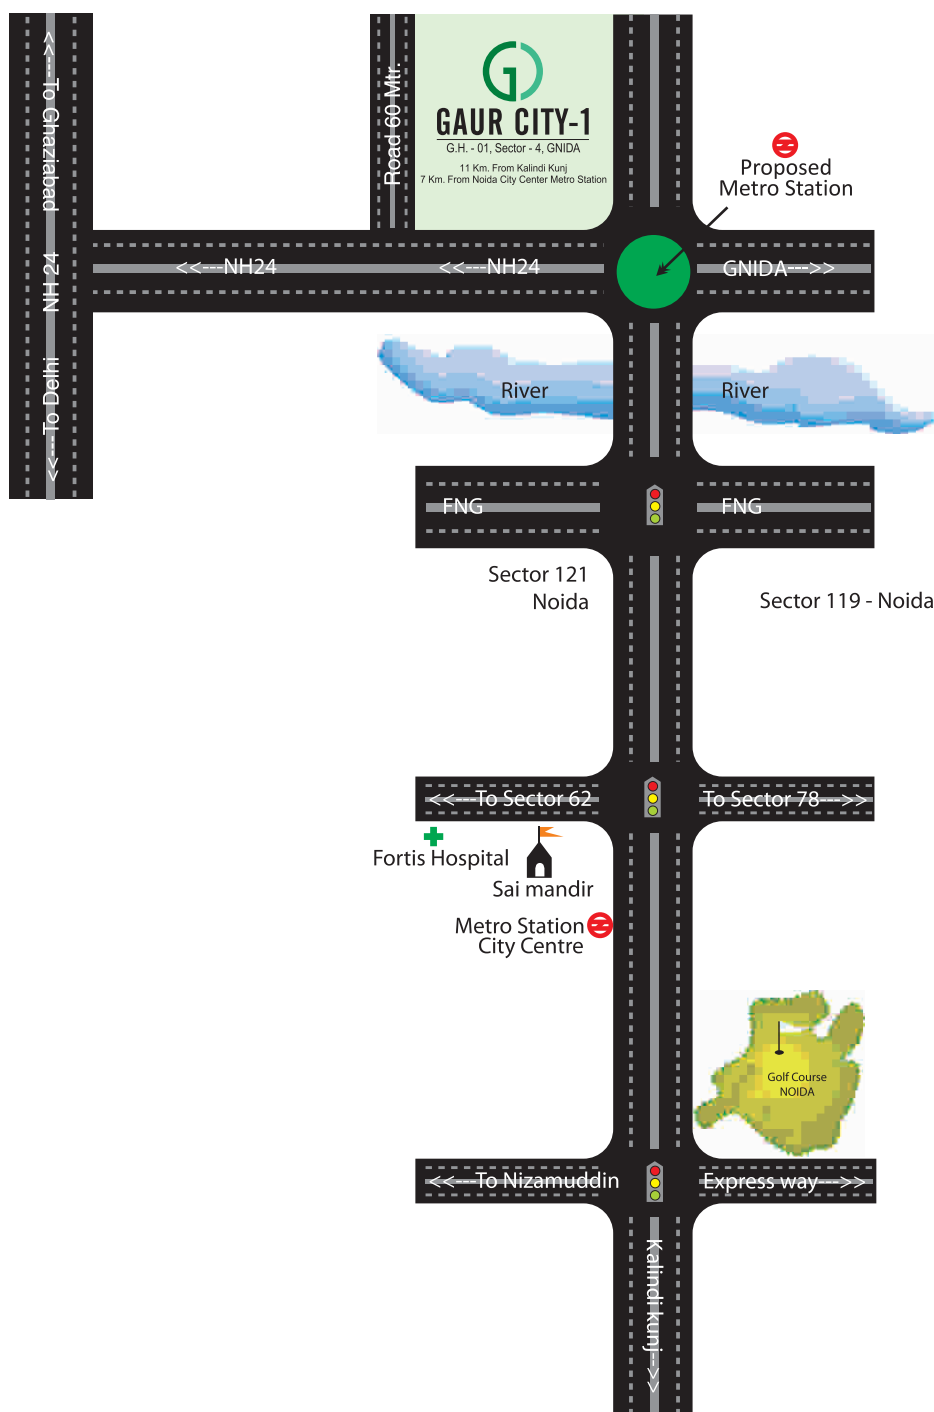 <<---To Ghaiziabad
NH 24
<<---To Delhi
Road 60 Mtr.
GAUR CITY-1
G.H. - 01, Sector - 4, GNIDA
11 Km. From Kalindi Kunj
7 Km. From Noida City Center Metro Station
Proposed
Metro Station
<<---NH24
<<---NH24
GNIDA--->>
River
River
FNG
FNG
Sector 121
Noida
Sector 119 - Noida
<<---To Sector 62
To Sector 78--->>
Fortis Hospital
Sai mandir
Metro Station
City Centre
Golf Course
NOIDA
<<---To Nizamuddin
Express way--->>
Kalindi kunj-->>